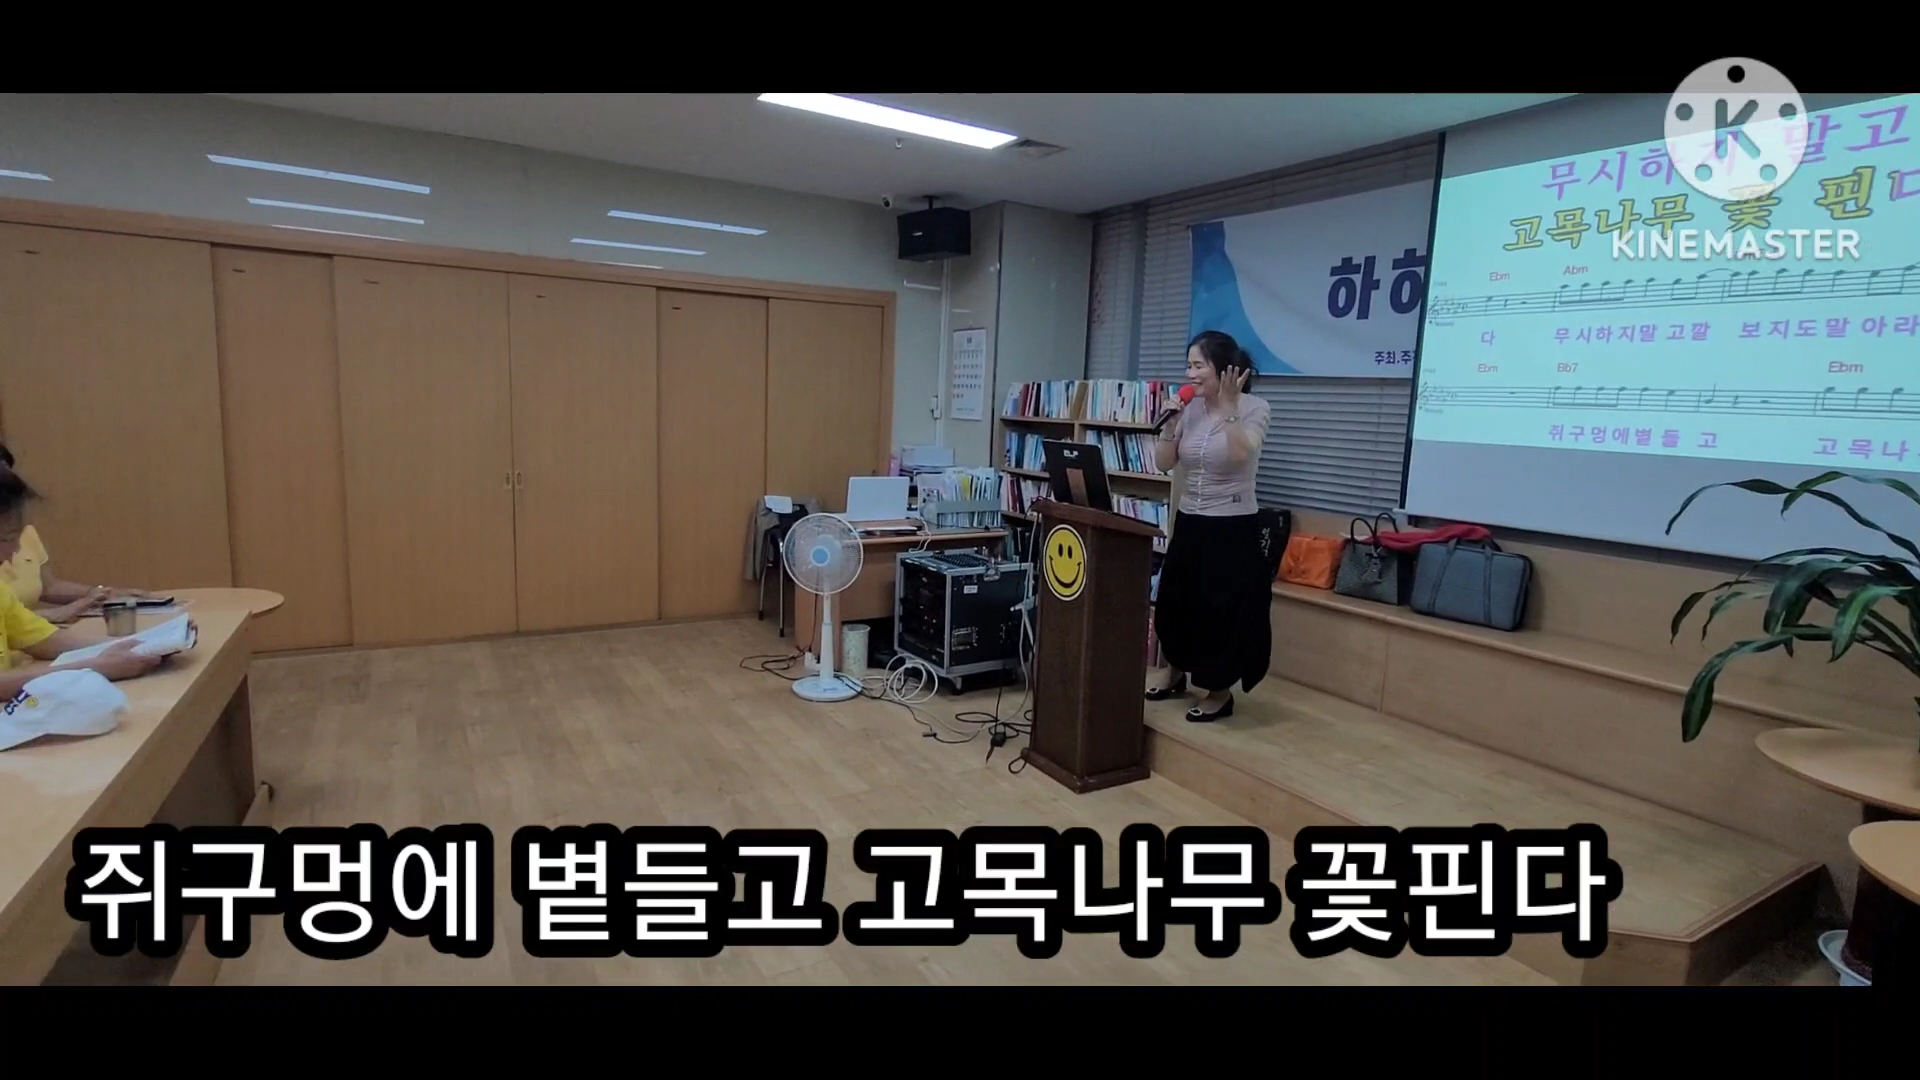 무시하지 말고
고목나무 꽃 핀다
KINEMASTER
Ebm Abm
다 무시하지말고깔 보지도말아라
Ebm Bb7 Ebm
쥐구멍에볕들고 고목나
하하
주최.주
쥐구멍에 볕들고 고목나무 꽃핀다